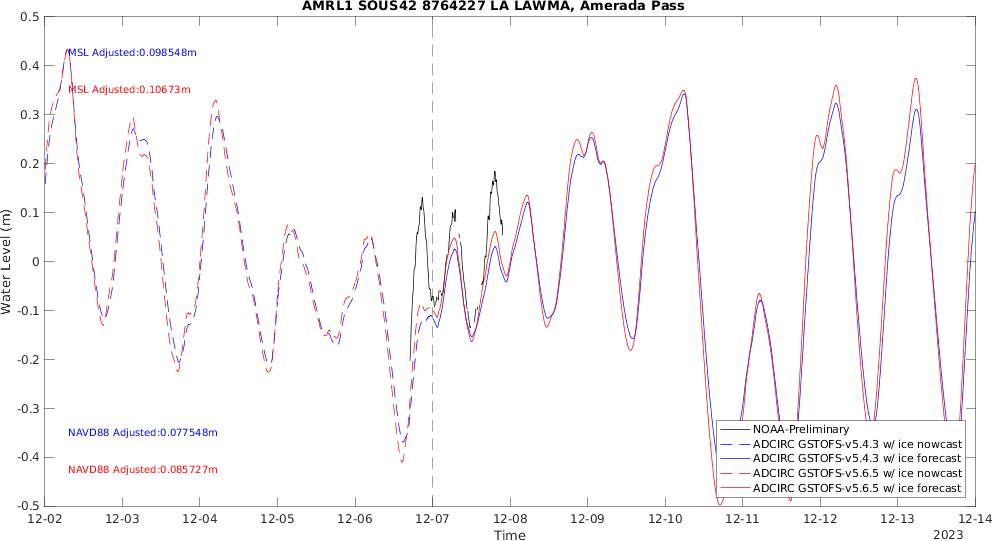 AMRL1 SOUS42 8764227 LA LAWMA, Amerada Pass
MSL Adjusted:0.098548m
MSL Adjusted:0.10673m
NAVD88 Adjusted:0.077548m
NAVD88 Adjusted:0.085727m
Water Level (m)
0.5
0.4
0.3
0.2
0.1
0
-0.1
-0.2
-0.3
-0.4
-0.5
NOAA-Preliminary
ADCIRC GSTOFS-v5.4.3 w/ ice nowcast
ADCIRC GSTOFS-v5.4.3 w/ ice forecast
ADCIRC GSTOFS-v5.6.5 w/ ice nowcast
ADCIRC GSTOFS-v5.6.5 w/ ice forecast
12-02 12-03 12-04 12-05 12-06 12-07 12-08 12-09 12-10 12-11 12-12 12-13 12-14
Time
2023